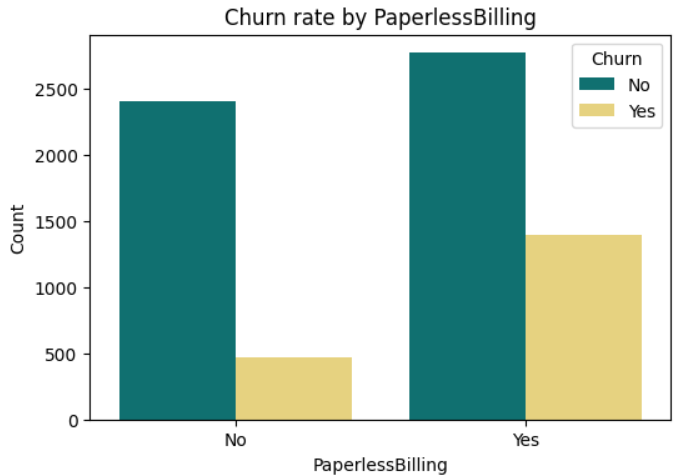 Churn rate by PaperlessBilling
Churn
No
Yes
2500
2000
1500
1000
500
0
Count
No
Yes
PaperlessBilling